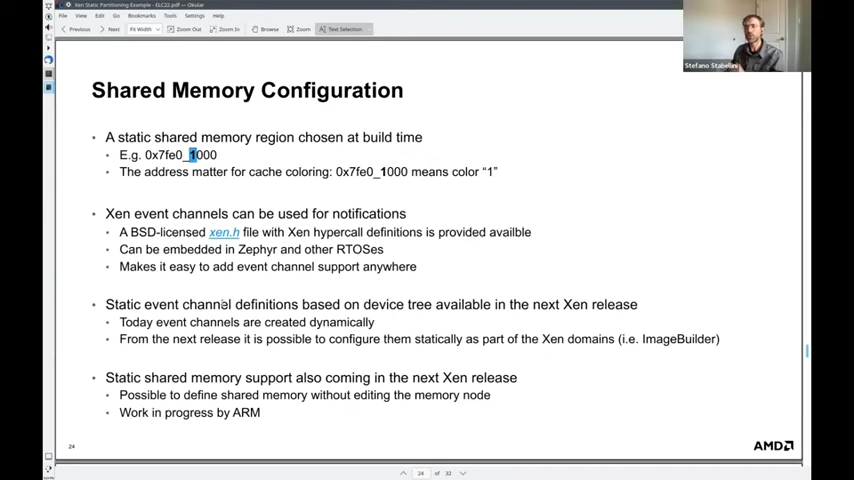 Xen Static Partitioning Example - ELC22.pdf — Okular
File View Edit Go Bookmarks Tools Settings Help
Previous Next Fit Width Zoom Out Zoom In Browse Zoom Text Selection
Stefano Stabellini
Shared Memory Configuration
• A static shared memory region chosen at build time
• E.g. 0x7fe0_1000
• The address matter for cache coloring: 0x7fe0_1000 means color “1”
• Xen event channels can be used for notifications
• A BSD-licensed xen.h file with Xen hypercall definitions is provided availble
• Can be embedded in Zephyr and other RTOSes
• Makes it easy to add event channel support anywhere
• Static event channel definitions based on device tree available in the next Xen release
• Today event channels are created dynamically
• From the next release it is possible to configure them statically as part of the Xen domains (i.e. ImageBuilder)
• Static shared memory support also coming in the next Xen release
• Possible to define shared memory without editing the memory node
• Work in progress by ARM
24
AMD
24 of 32